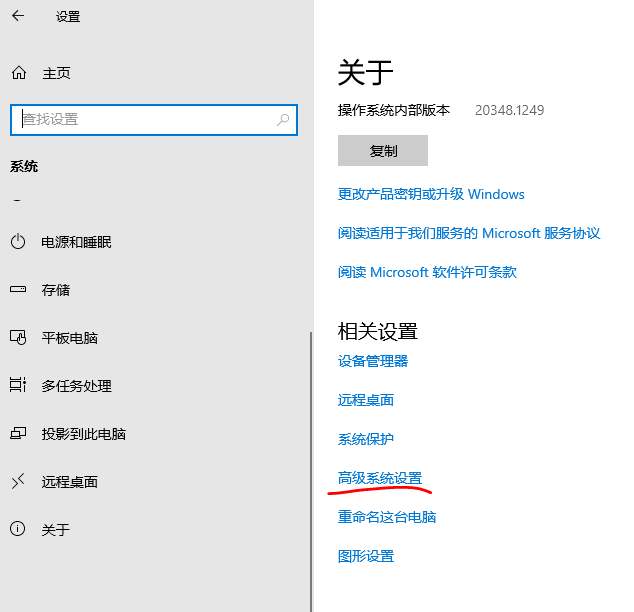 设置
主页
查找设置
系统
电源和睡眠
存储
平板电脑
多任务处理
投影到此电脑
远程桌面
关于
关于
操作系统内部版本 20348.1249
复制
更改产品密钥或升级 Windows
阅读适用于我们服务的 Microsoft 服务协议
阅读 Microsoft 软件许可条款
相关设置
设备管理器
远程桌面
系统保护
高级系统设置
重命名这台电脑
图形设置